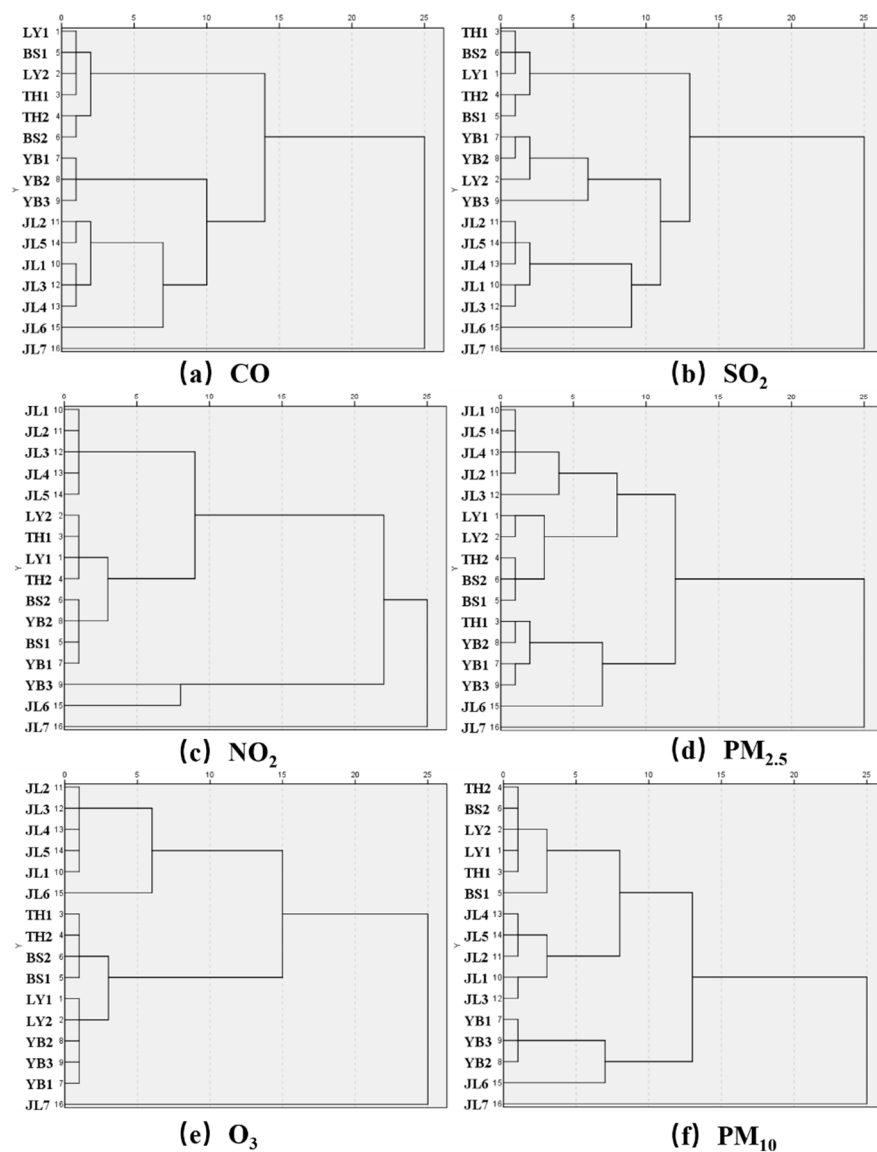 0 5 10 15 20 25
LY1 1
BS1 5
LY2 2
TH1 3
TH2 4
BS2 6
YB1 7
YB2 8
YB3 9
JL2 11
JL5 14
JL1 10
JL3 12
JL4 13
JL6 15
JL7 16
Y
(a) CO
0 5 10 15 20 25
TH1 3
BS2 6
LY1 1
TH2 4
BS1 5
YB1 7
YB2 8
LY2 2
YB3 9
JL2 11
JL5 14
JL4 13
JL1 10
JL3 12
JL6 15
JL7 16
Y
(b) SO2
0 5 10 15 20 25
JL1 10
JL2 11
JL3 12
JL4 13
JL5 14
LY2 2
TH1 3
LY1 1
TH2 4
BS2 6
YB2 8
BS1 5
YB1 7
YB3 9
JL6 15
JL7 16
Y
(c) NO2
0 5 10 15 20 25
JL1 10
JL5 14
JL4 13
JL2 11
JL3 12
LY1 1
LY2 2
TH2 4
BS2 6
BS1 5
TH1 3
YB2 8
YB1 7
YB3 9
JL6 15
JL7 16
Y
(d) PM2.5
0 5 10 15 20 25
JL2 11
JL3 12
JL4 13
JL5 14
JL1 10
JL6 15
TH1 3
TH2 4
BS2 6
BS1 5
LY1 1
LY2 2
YB2 8
YB3 9
YB1 7
JL7 16
Y
(e) O3
0 5 10 15 20 25
TH2 4
BS2 6
LY2 2
LY1 1
TH1 3
BS1 5
JL4 13
JL5 14
JL2 11
JL1 10
JL3 12
YB1 7
YB3 9
YB2 8
JL6 15
JL7 16
Y
(f) PM10